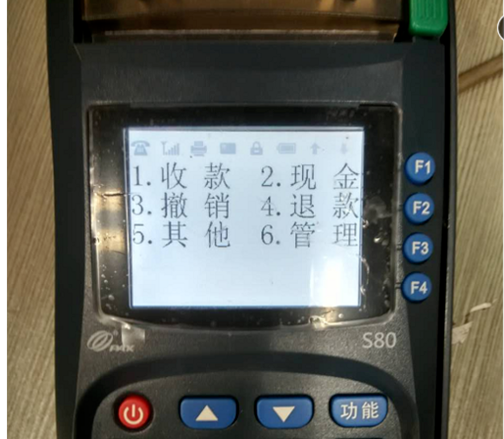 1.收 款 2.现 金
3.撤 销 4.退 款
5.其 他 6.管 理
F1
F2
F3
F4
S80
功能